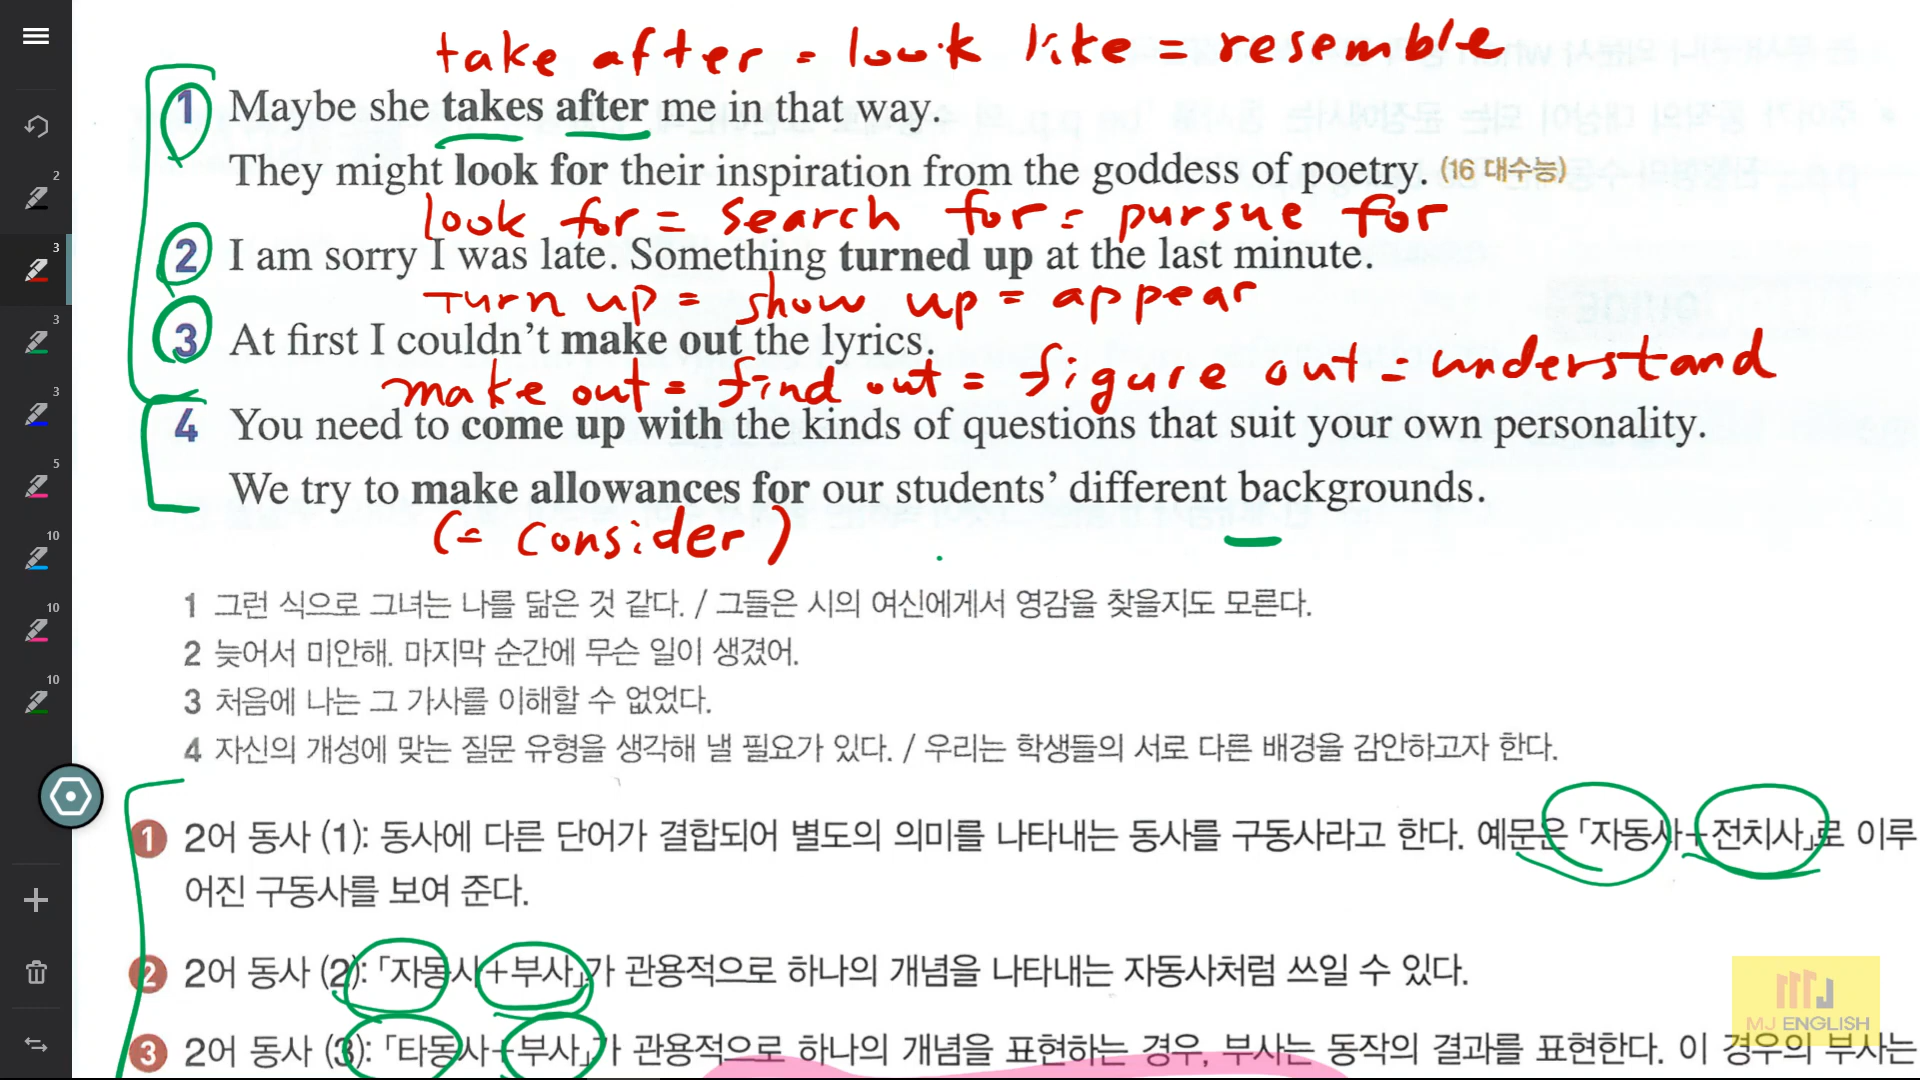 take after = look like = resemble
1 Maybe she takes after me in that way.
They might look for their inspiration from the goddess of poetry. (16 대수능)
look for = search for = pursue for
2 I am sorry I was late. Something turned up at the last minute.
turn up = show up = appear
3 At first I couldn't make out the lyrics.
make out = find out = figure out = understand
4 You need to come up with the kinds of questions that suit your own personality.
We try to make allowances for our students' different backgrounds.
(= consider)
1 그런 식으로 그녀는 나를 닮은 것 같다. / 그들은 시의 여신에게서 영감을 찾을지도 모른다.
2 늦어서 미안해. 마지막 순간에 무슨 일이 생겼어.
3 처음에 나는 그 가사를 이해할 수 없었다.
4 자신의 개성에 맞는 질문 유형을 생각해 낼 필요가 있다. / 우리는 학생들의 서로 다른 배경을 감안하고자 한다.
1 2어 동사 (1): 동사에 다른 단어가 결합되어 별도의 의미를 나타내는 동사를 구동사라고 한다. 예문은 「자동사+전치사」로 이루
어진 구동사를 보여 준다.
2 2어 동사 (2): 「자동사+부사」가 관용적으로 하나의 개념을 나타내는 자동사처럼 쓰일 수 있다.
3 2어 동사 (3): 「타동사+부사」가 관용적으로 하나의 개념을 표현하는 경우, 부사는 동작의 결과를 표현한다. 이 경우의 부사는
MJ ENGLISH
2
3
3
3
5
10
10
10